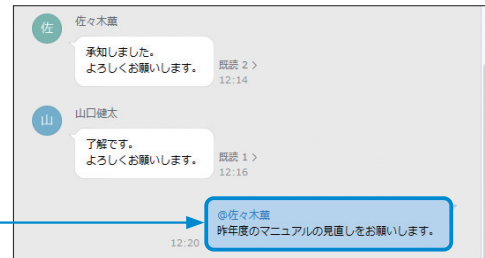 佐
佐々木薫
承知しました。
よろしくお願いします。
既読 2 >
12:14
山
山口健太
了解です。
よろしくお願いします。
既読 1 >
12:16
@佐々木薫
昨年度のマニュアルの見直しをお願いします。
12:20